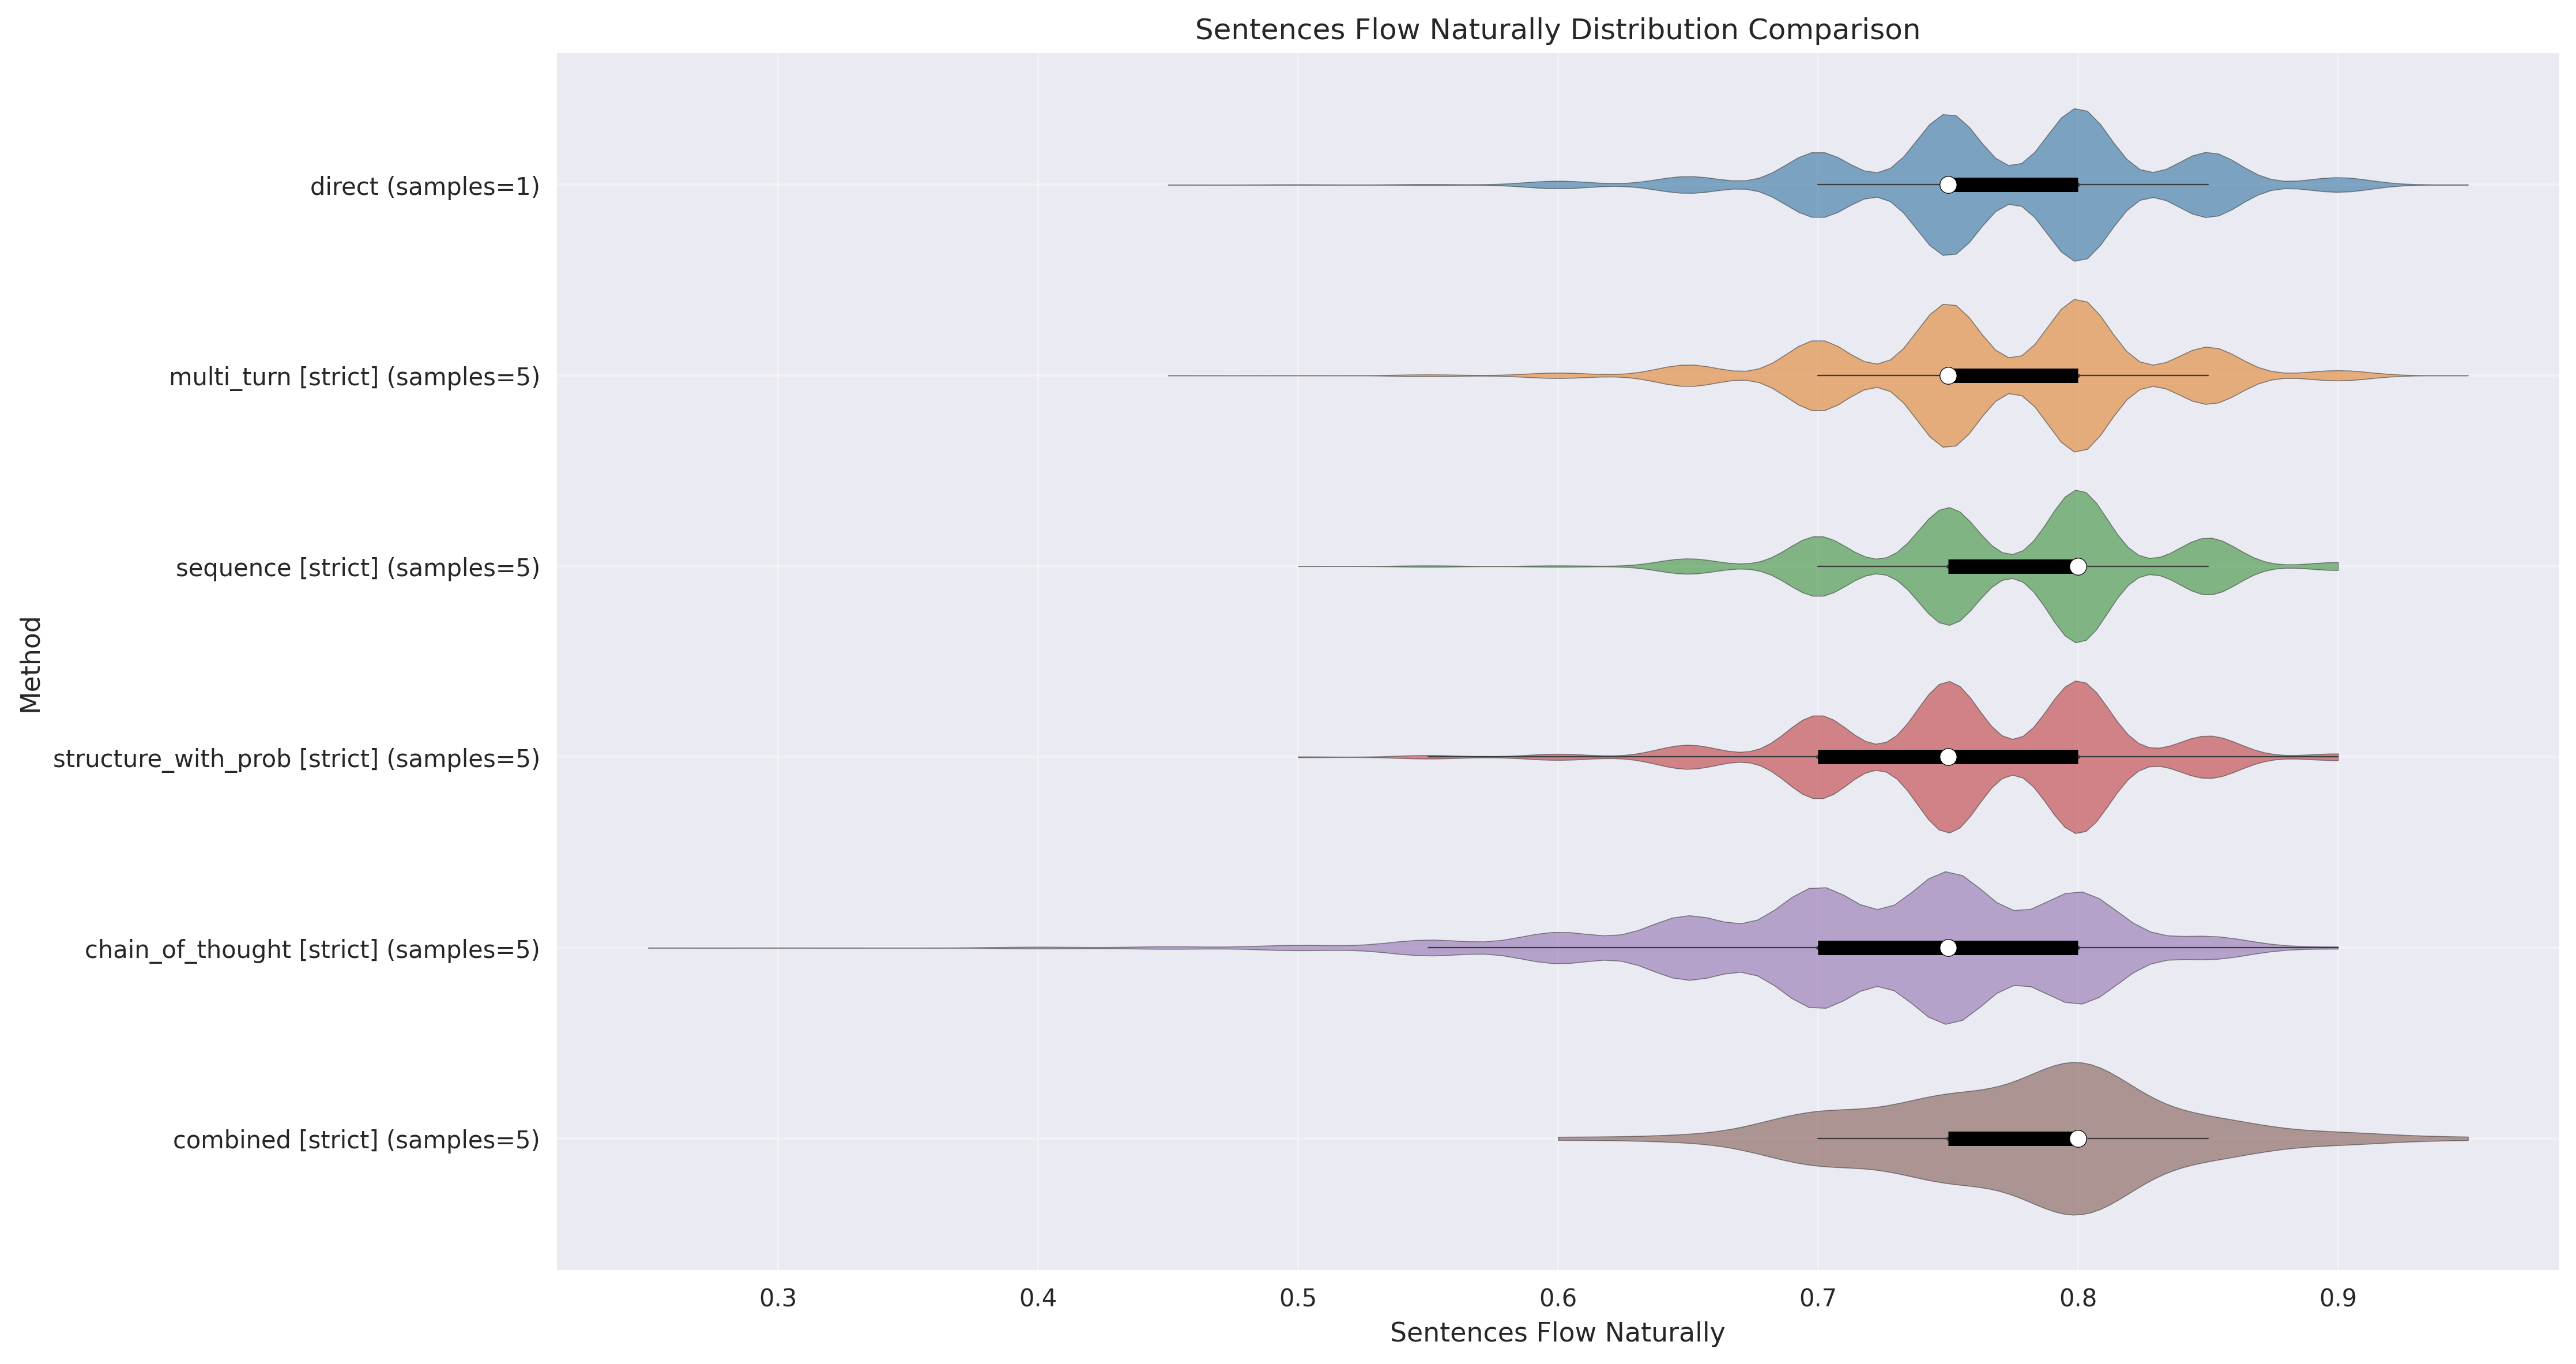 Sentences Flow Naturally Distribution Comparison
Method
direct (samples=1)
multi_turn [strict] (samples=5)
sequence [strict] (samples=5)
structure_with_prob [strict] (samples=5)
chain_of_thought [strict] (samples=5)
combined [strict] (samples=5)
0.3 0.4 0.5 0.6 0.7 0.8 0.9
Sentences Flow Naturally